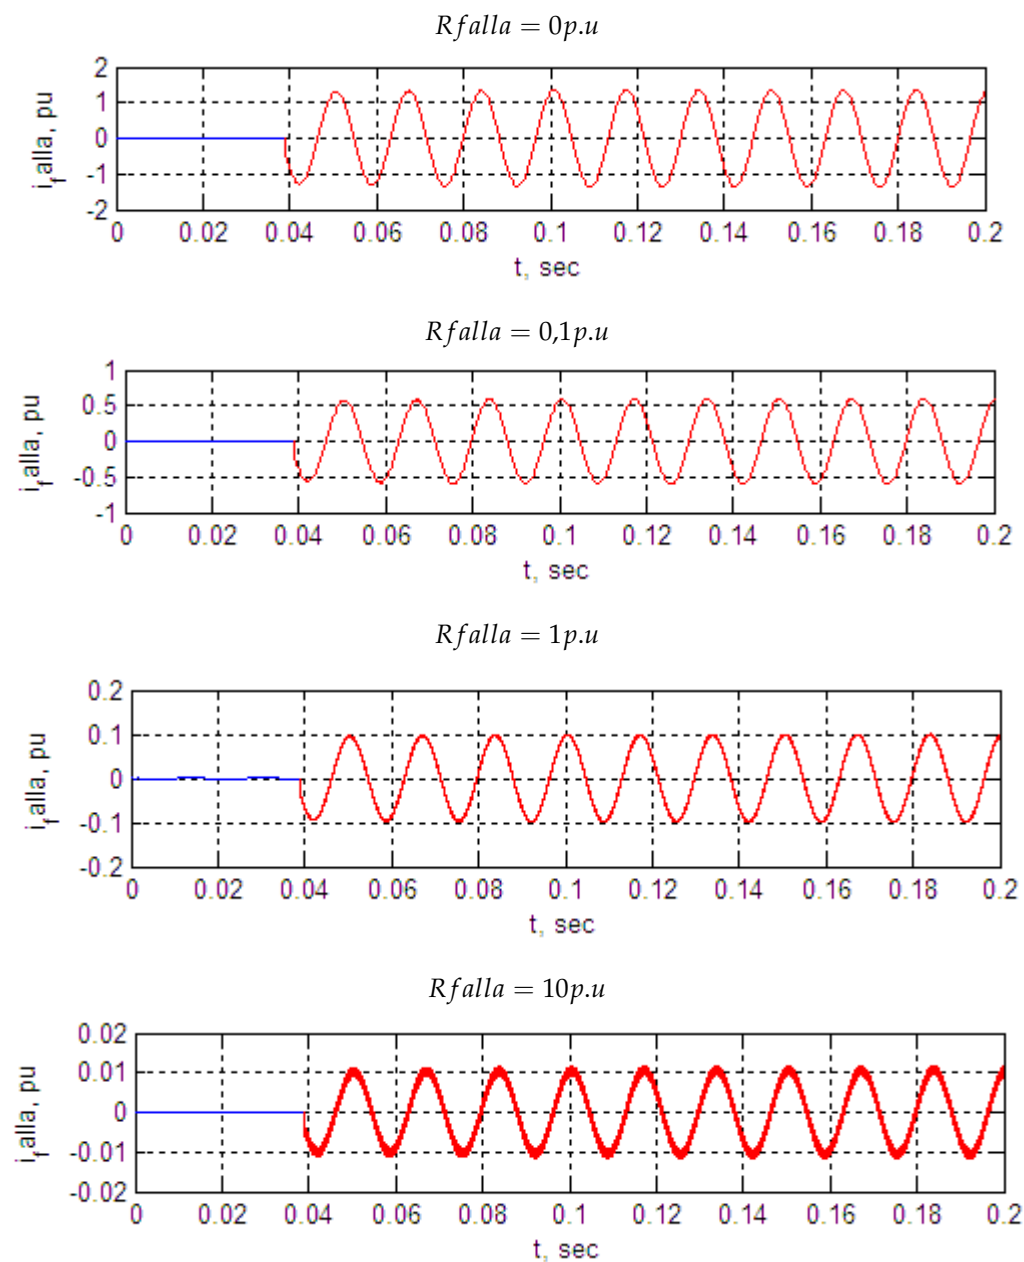 Rfalla = 0p.u
i_falla, pu
2
1
0
-1
-2
0 0.02 0.04 0.06 0.08 0.1 0.12 0.14 0.16 0.18 0.2
t, sec
Rfalla = 0,1p.u
i_falla, pu
1
0.5
0
-0.5
-1
0 0.02 0.04 0.06 0.08 0.1 0.12 0.14 0.16 0.18 0.2
t, sec
Rfalla = 1p.u
i_falla, pu
0.2
0.1
0
-0.1
-0.2
0 0.02 0.04 0.06 0.08 0.1 0.12 0.14 0.16 0.18 0.2
t, sec
Rfalla = 10p.u
i_falla, pu
0.02
0.01
0
-0.01
-0.02
0 0.02 0.04 0.06 0.08 0.1 0.12 0.14 0.16 0.18 0.2
t, sec